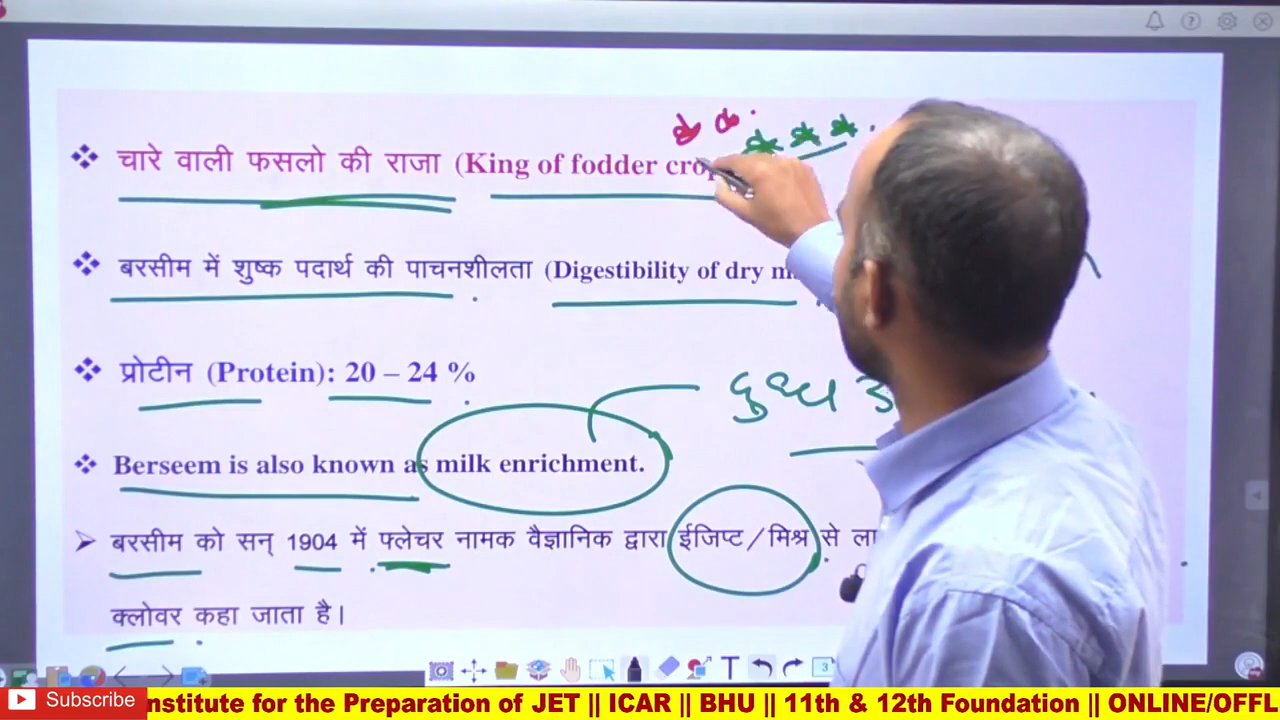 चारे वाली फसलो की राजा (King of fodder
बरसीम में शुष्क पदार्थ की पाचनशीलता (Digestibility of dry
प्रोटीन (Protein): 20 – 24 %
दुग्ध
Berseem is also known as milk enrichment.
बरसीम को सन् 1904 में फ्लेचर नामक वैज्ञानिक द्वारा ईजिप्ट/मिश्र से
क्लोवर कहा जाता है।
T 3
Subscribe nstitute for the Preparation of JET || ICAR || BHU || 11th & 12th Foundation || ONLINE/OFFL